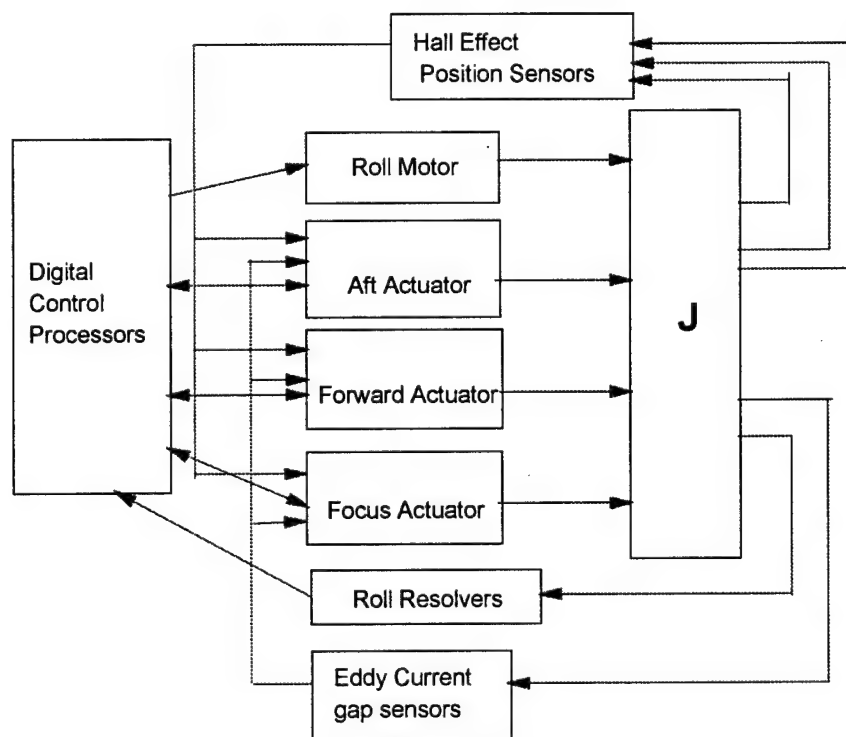 Hall Effect
Position Sensors
Roll Motor
Digital
Control
Processors
Aft Actuator
J
Forward Actuator
Focus Actuator
Roll Resolvers
Eddy Current
gap sensors